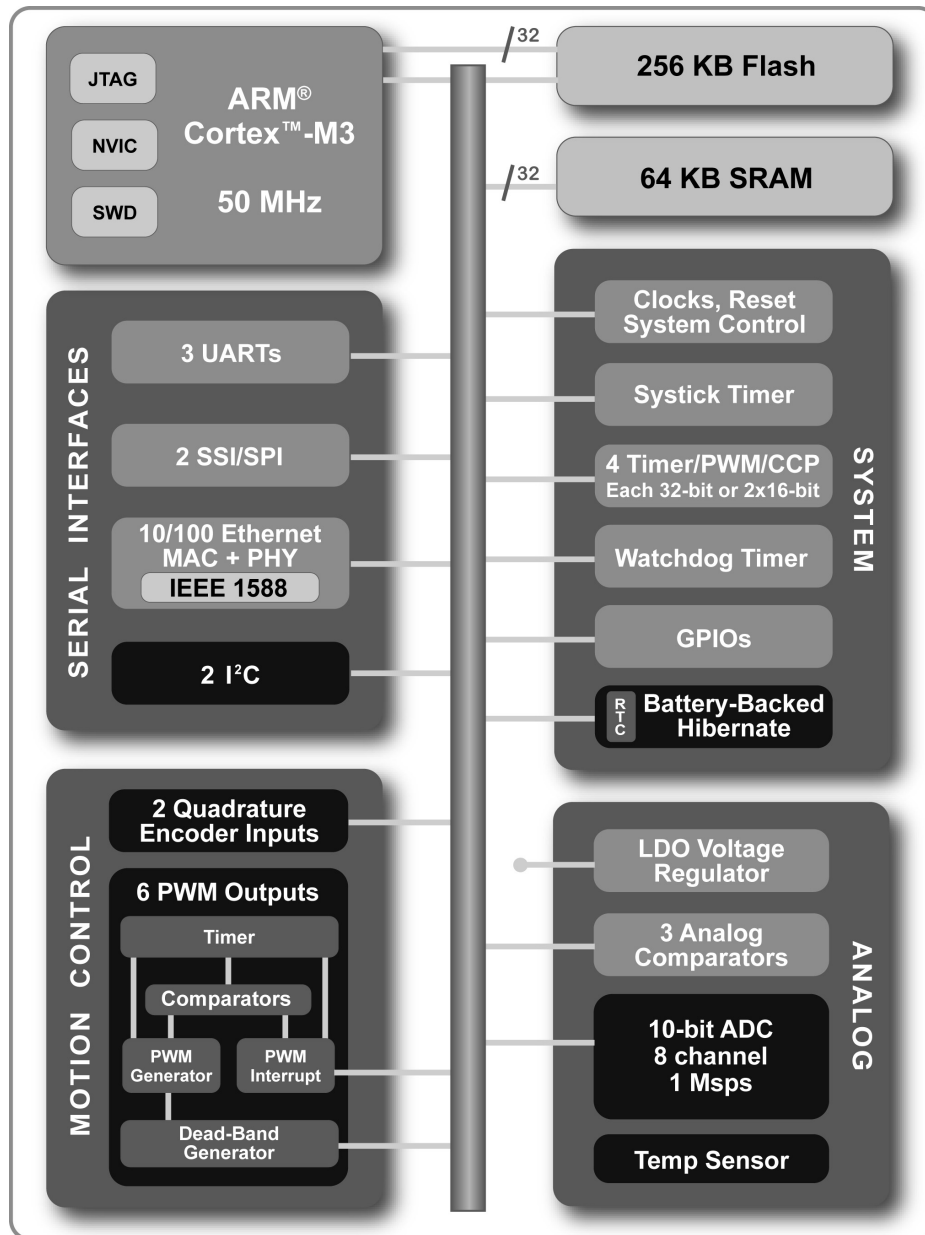 JTAG
NVIC
SWD
ARM®
Cortex™-M3
50 MHz
32
256 KB Flash
32
64 KB SRAM
SERIAL INTERFACES
3 UARTs
2 SSI/SPI
10/100 Ethernet
MAC + PHY
IEEE 1588
2 I²C
SYSTEM
Clocks, Reset
System Control
Systick Timer
4 Timer/PWM/CCP
Each 32-bit or 2x16-bit
Watchdog Timer
GPIOs
RTC
Battery-Backed
Hibernate
MOTION CONTROL
2 Quadrature
Encoder Inputs
6 PWM Outputs
Timer
Comparators
PWM
Generator
PWM
Interrupt
Dead-Band
Generator
ANALOG
LDO Voltage
Regulator
3 Analog
Comparators
10-bit ADC
8 channel
1 Msps
Temp Sensor